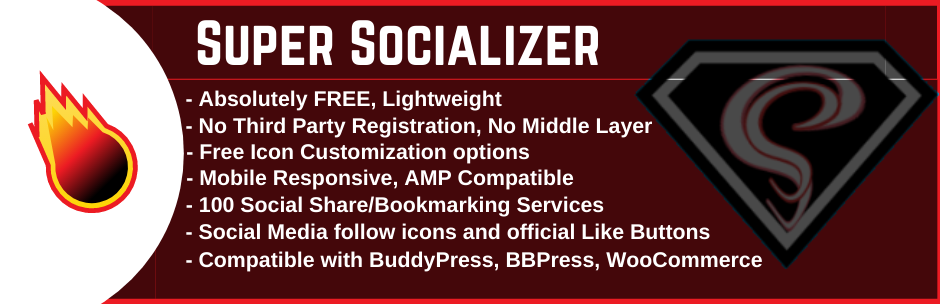 Super Socializer
- Absolutely FREE, Lightweight
- No Third Party Registration, No Middle Layer
- Free Icon Customization options
- Mobile Responsive, AMP Compatible
- 100 Social Share/Bookmarking Services
- Social Media follow icons and official Like Buttons
- Compatible with BuddyPress, BBPress, WooCommerce